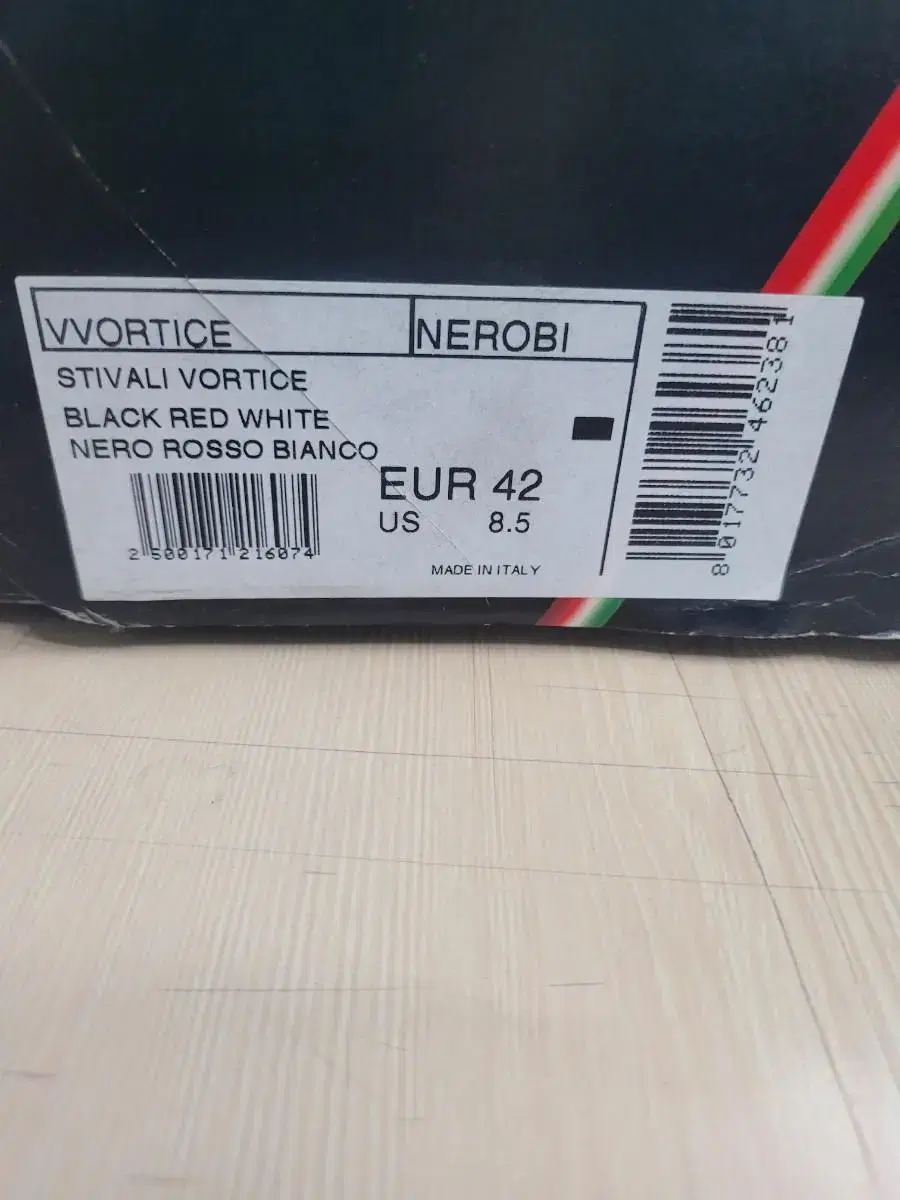 VVORTICE NEROBI
STIVALI VORTICE
BLACK RED WHITE
NERO ROSSO BIANCO
EUR 42
US 8.5
2 500171 216074
MADE IN ITALY
8 017732 462381